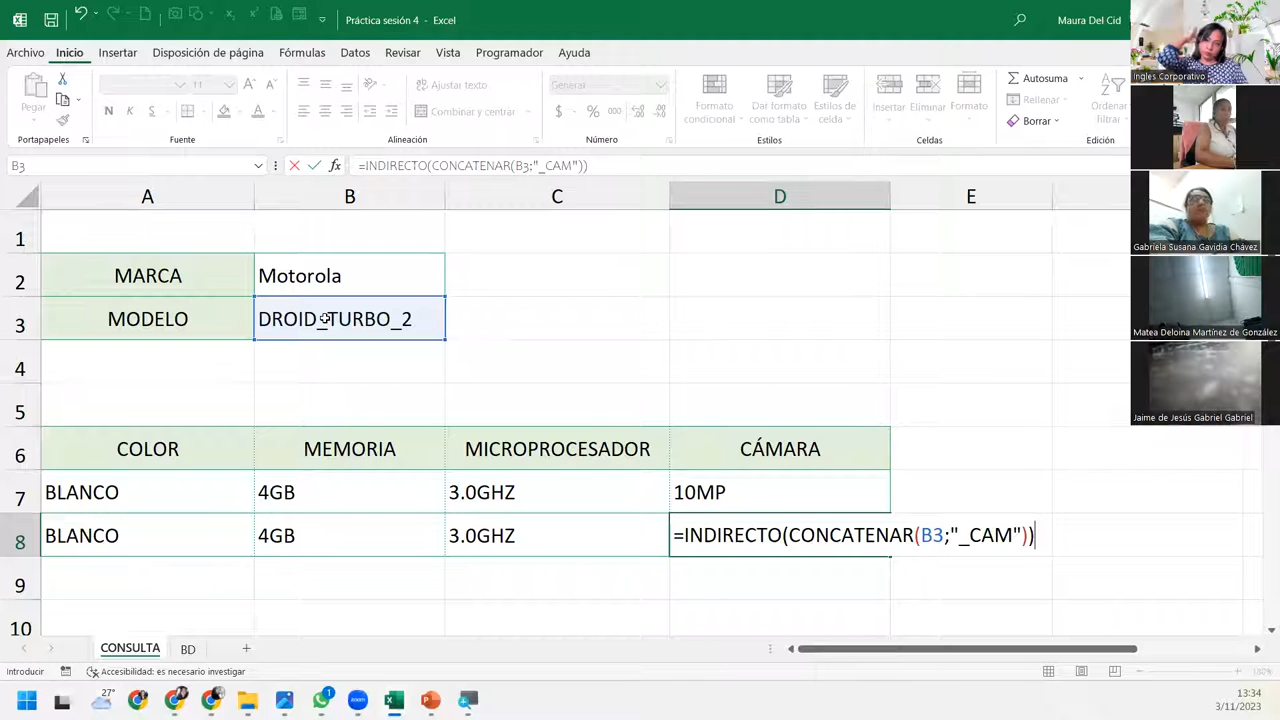 Práctica sesión 4 - Excel
Maura Del Cid
Archivo Inicio Insertar Disposición de página Fórmulas Datos Revisar Vista Programador Ayuda
Pegar
N K S
General
$ % 000
Combinar y centrar
Formato condicional
Dar formato como tabla
Estilos de celda
Insertar Eliminar Formato
Autosuma
Rellenar
Borrar
Ordenar
filtrar
Portapapeles Fuente Alineación Número Estilos Celdas Edición
B3
=INDIRECTO(CONCATENAR(B3;"_CAM"))
A B C D E
1
2 MARCA Motorola
3 MODELO DROID_TURBO_2
4
5
6 COLOR MEMORIA MICROPROCESADOR CÁMARA
7 BLANCO 4GB 3.0GHZ 10MP
8 BLANCO 4GB 3.0GHZ =INDIRECTO(CONCATENAR(B3;"_CAM"))
9
10
CONSULTA BD
Introducir
Accesibilidad: es necesario investigar
180%
27°
1
zoom
13:34
3/11/2023
Ingles Corporativo
Gabriela Susana Gavidia Chávez
Matea Deloina Martínez de González
Jaime de Jesús Gabriel Gabriel